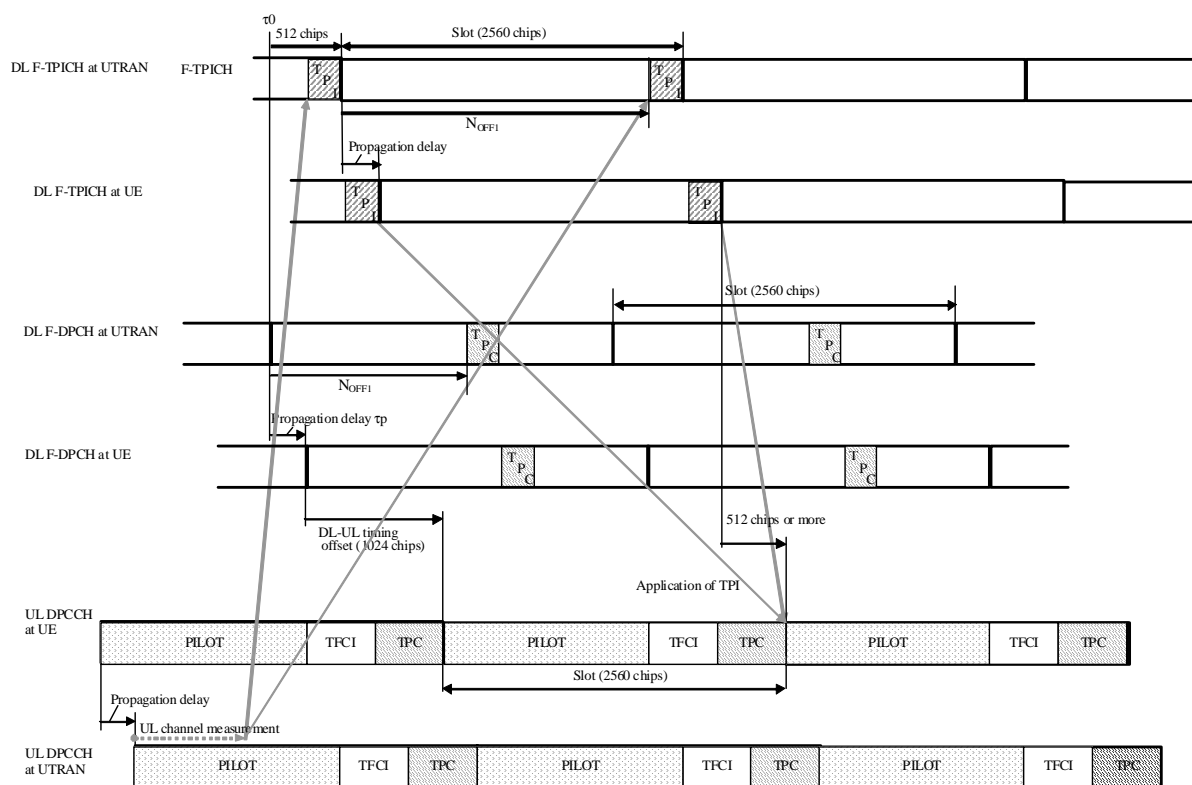 τ0
512 chips
Slot (2560 chips)
DL F-TPICH at UTRAN
F-TPICH
T P I
T P I
N_OFF1
Propagation delay
DL F-TPICH at UE
T P I
T P I
Slot (2560 chips)
DL F-DPCH at UTRAN
T P C
T P C
N_OFF1
Propagation delay τp
DL F-DPCH at UE
T P C
T P C
512 chips or more
DL-UL timing
offset (1024 chips)
Application of TPI
UL DPCCH
at UE
PILOT TFCI TPC PILOT TFCI TPC PILOT TFCI TPC
Slot (2560 chips)
Propagation delay
UL channel measurement
UL DPCCH
at UTRAN
PILOT TFCI TPC PILOT TFCI TPC PILOT TFCI TPC